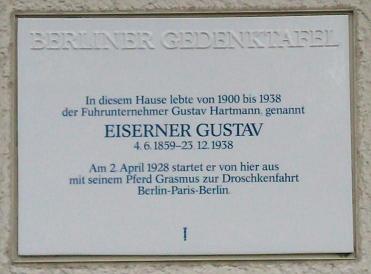 BERLINER GEDENKTAFEL
In diesem Hause lebte von 1900 bis 1938
der Fuhrunternehmer Gustav Hartmann, genannt
EISERNER GUSTAV
4.6.1859–23.12.1938
Am 2. April 1928 startet er von hier aus
mit seinem Pferd Grasmus zur Droschkenfahrt
Berlin-Paris-Berlin.